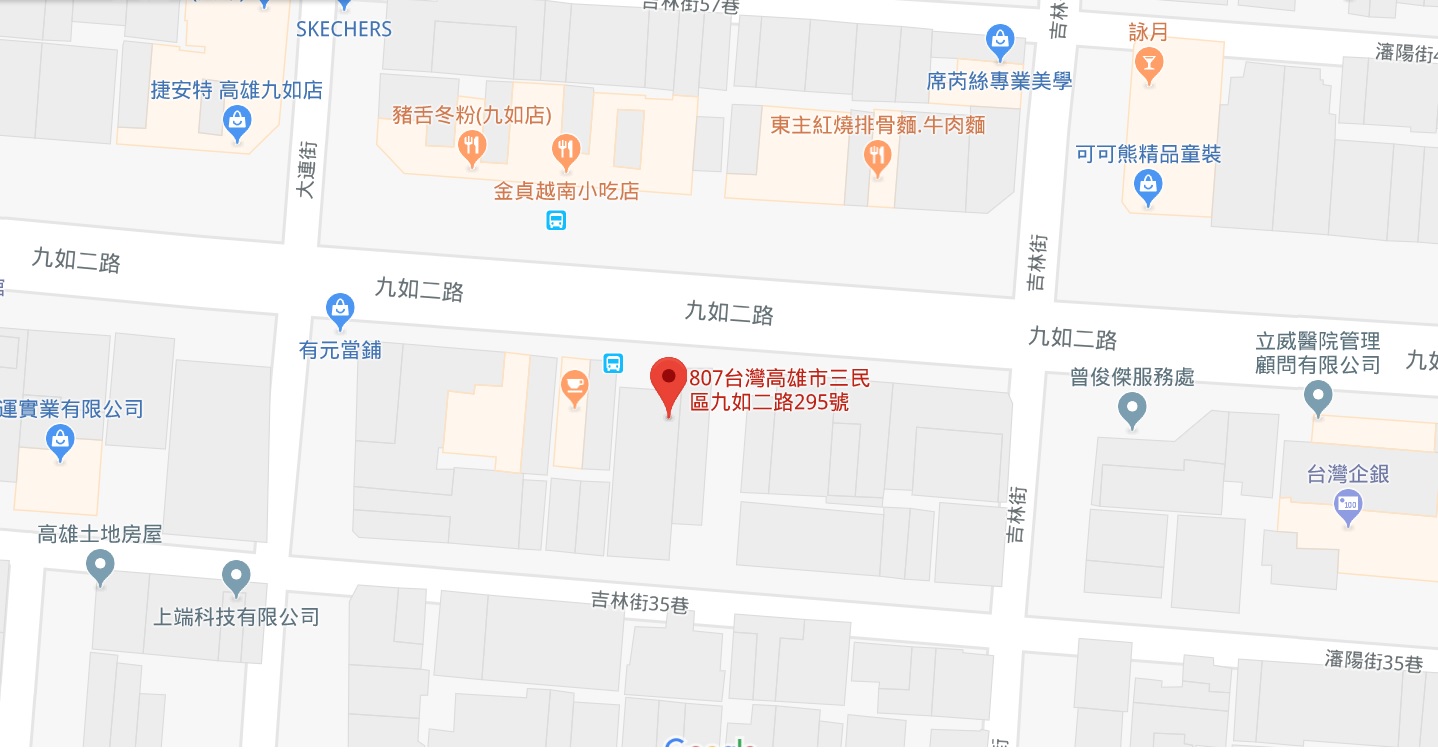 吉林街57巷
SKECHERS
吉林
詠月
瀋陽街4
席芮絲專業美學
捷安特 高雄九如店
豬舌冬粉(九如店)
東主紅燒排骨麵.牛肉麵
可可熊精品童裝
大連街
金貞越南小吃店
九如二路
吉林街
九如二路
九如二路
九如二路
有元當鋪
立威醫院管理
顧問有限公司
九如
807台灣高雄市三民
區九如二路295號
曾俊傑服務處
運實業有限公司
台灣企銀
100
吉林街
高雄土地房屋
上端科技有限公司
吉林街35巷
瀋陽街35巷
Google